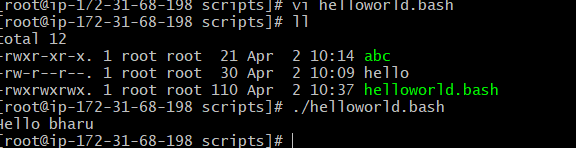 [root@ip-172-31-68-198 scripts]# vi helloworld.bash
[root@ip-172-31-68-198 scripts]# ll
total 12
-rwxr-xr-x. 1 root root  21 Apr  2 10:14 abc
-rw-r--r--. 1 root root  30 Apr  2 10:09 hello
-rwxrwxrwx. 1 root root 110 Apr  2 10:37 helloworld.bash
[root@ip-172-31-68-198 scripts]# ./helloworld.bash
Hello bharu
[root@ip-172-31-68-198 scripts]#